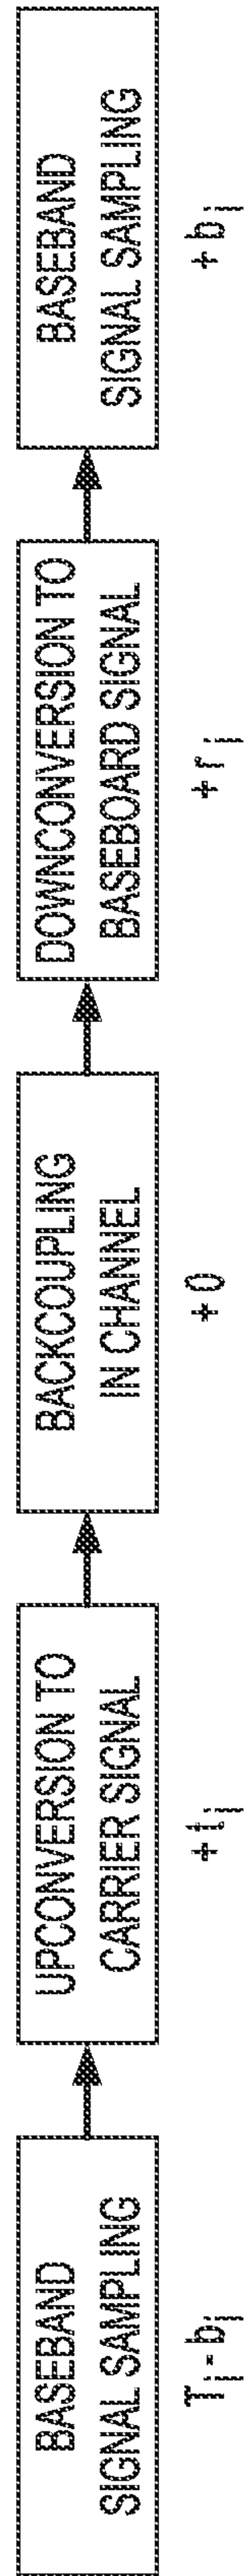 BASEBAND
SIGNAL SAMPLING
UPCONVERSION TO
CARRIER SIGNAL
BACKCOUPLING
IN CHANNEL
DOWNCONVERSION TO
BASEBOARD SIGNAL
BASEBAND
SIGNAL SAMPLING
Tᵢ-bᵢ
+tᵢ
+0
+rᵢ
+bᵢ